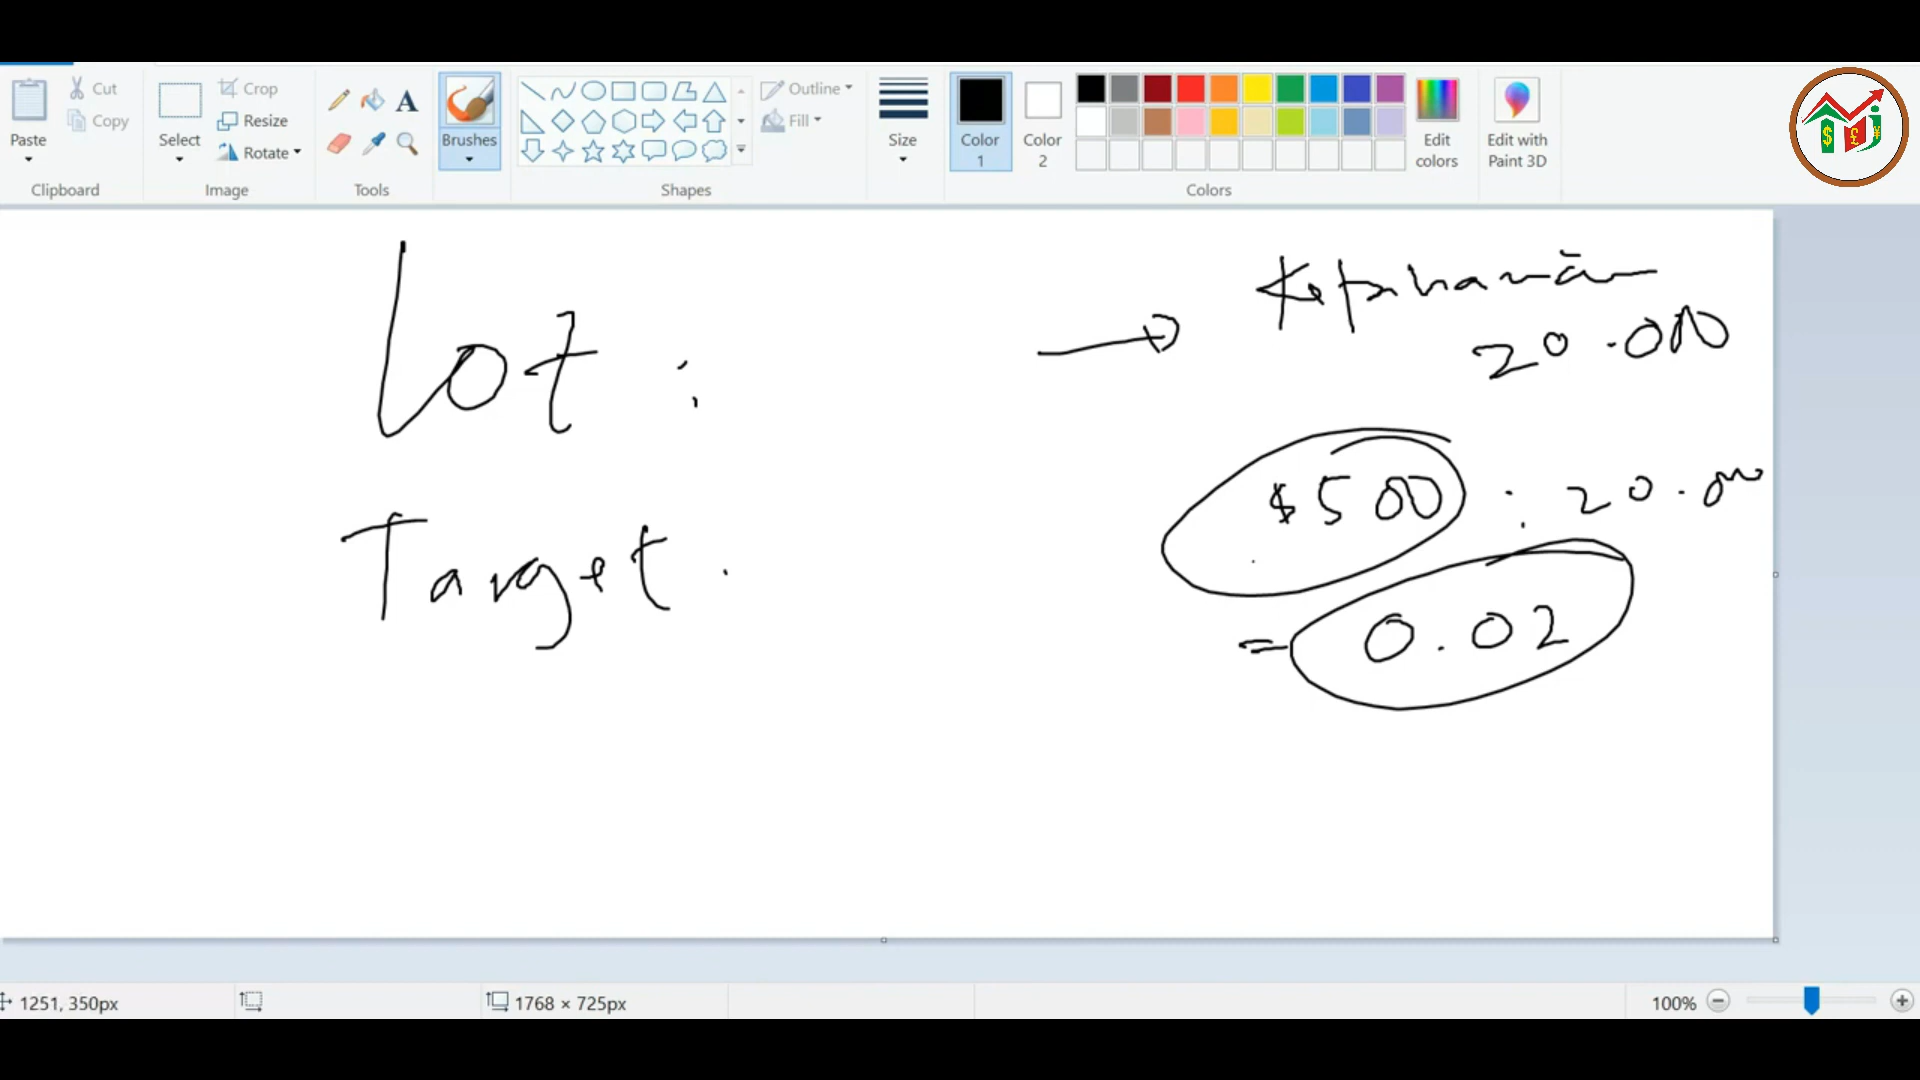 Paste
Cut
Copy
Clipboard
Select
Crop
Resize
Rotate
Image
A
Tools
Brushes
Shapes
Outline
Fill
Size
Color
1
Color
2
Colors
Edit
colors
Edit with
Paint 3D
Lot :
Target .
Ketahanan
20.000
$500 : 20.000
= 0.02
1251, 350px
1768 × 725px
100%